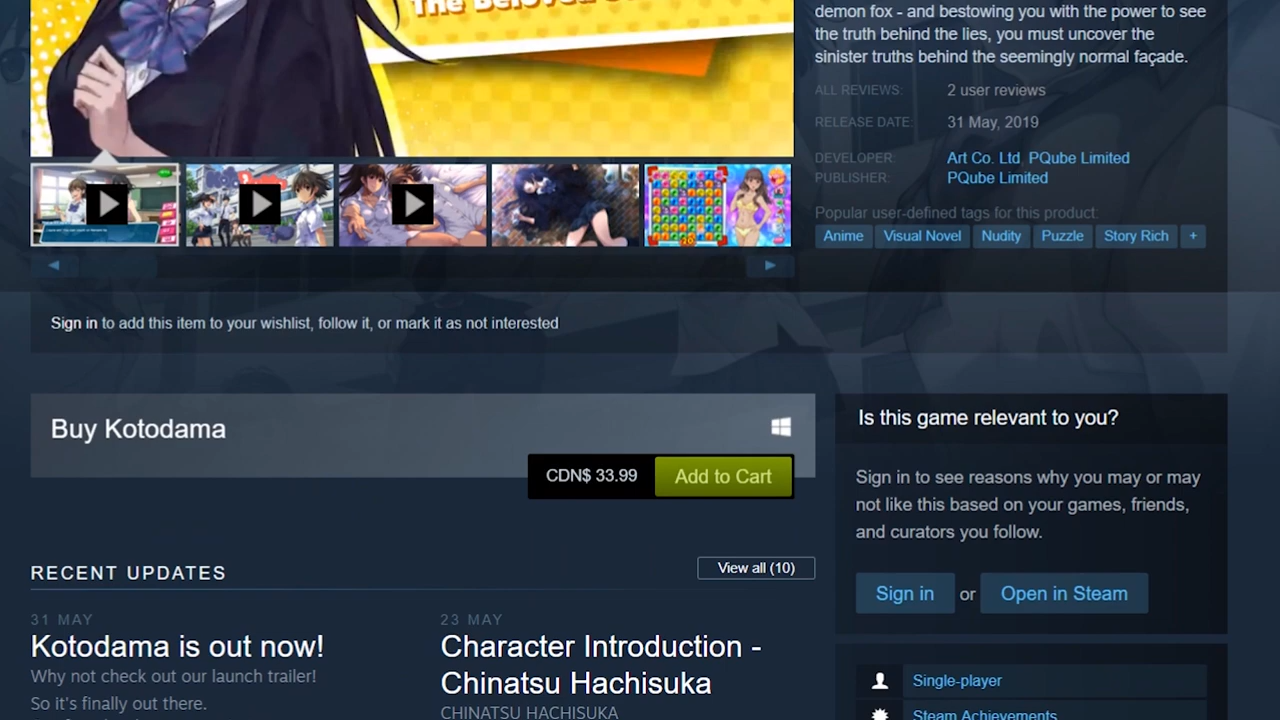 The Beloved
demon fox - and bestowing you with the power to see
the truth behind the lies, you must uncover the
sinister truths behind the seemingly normal façade.
ALL REVIEWS: 2 user reviews
RELEASE DATE: 31 May, 2019
DEVELOPER: Art Co. Ltd, PQube Limited
PUBLISHER: PQube Limited
Popular user-defined tags for this product:
Anime Visual Novel Nudity Puzzle Story Rich +
Sign in to add this item to your wishlist, follow it, or mark it as not interested
Buy Kotodama
CDN$ 33.99 Add to Cart
Is this game relevant to you?
Sign in to see reasons why you may or may
not like this based on your games, friends,
and curators you follow.
Sign in or Open in Steam
RECENT UPDATES
View all (10)
31 MAY
Kotodama is out now!
Why not check out our launch trailer!
So it's finally out there.
23 MAY
Character Introduction -
Chinatsu Hachisuka
CHINATSU HACHISUKA
Single-player
Steam Achievements